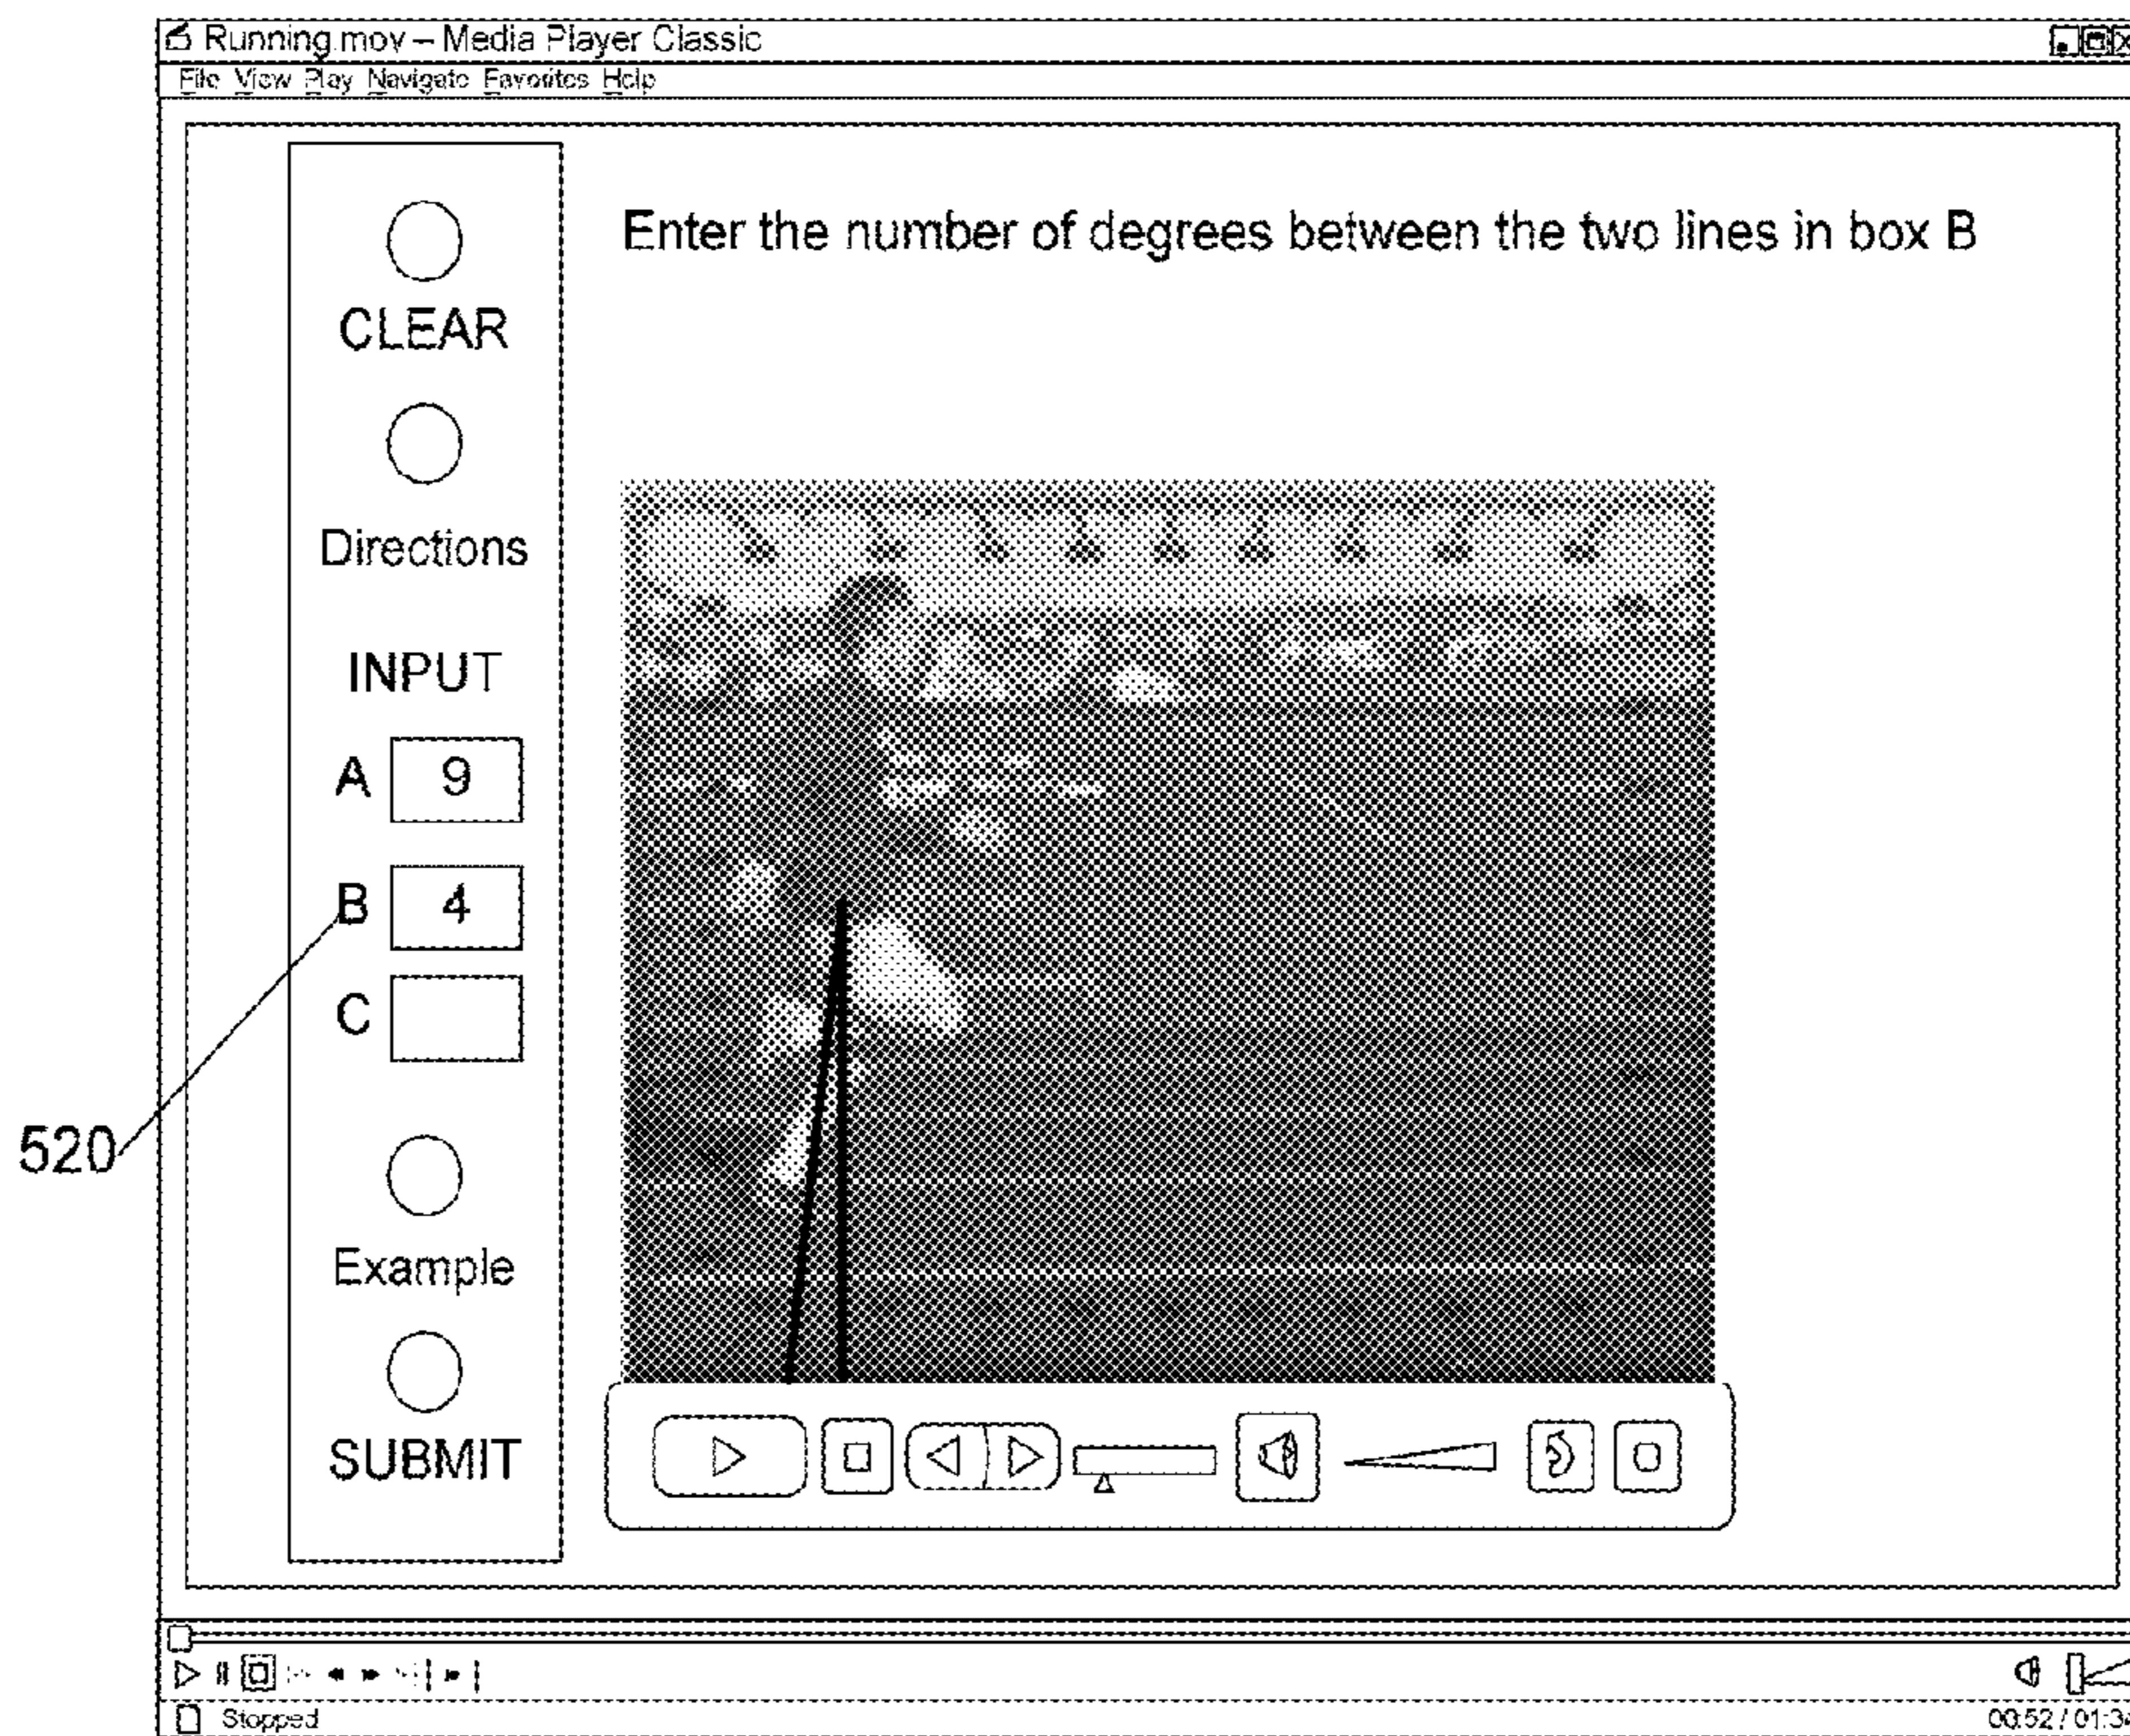 Running.mov – Media Player Classic
File View Play Navigate Favorites Help
Enter the number of degrees between the two lines in box B
CLEAR
Directions
INPUT
A 9
B 4
C
520
Example
SUBMIT
Stopped
00:52 / 01:34